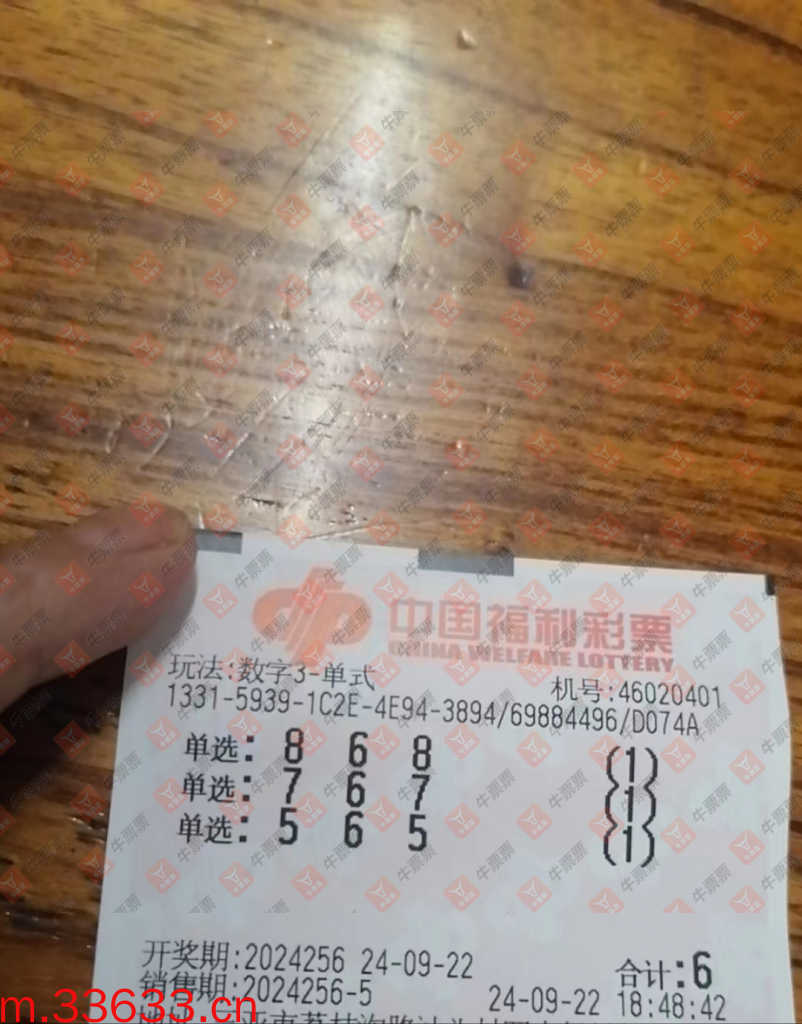 中国福利彩票
CHINA WELFARE LOTTERY
玩法:数字3-单式
机号:46020401
1331-5939-1C2E-4E94-3894/69884496/D074A
单选: 8 6 8 (1)
单选: 7 6 7 (1)
单选: 5 6 5 (1)
开奖期:2024256 24-09-22
合计:6
销售期:2024256-5
24-09-22 18:48:42
m.33633.cn
牛票票